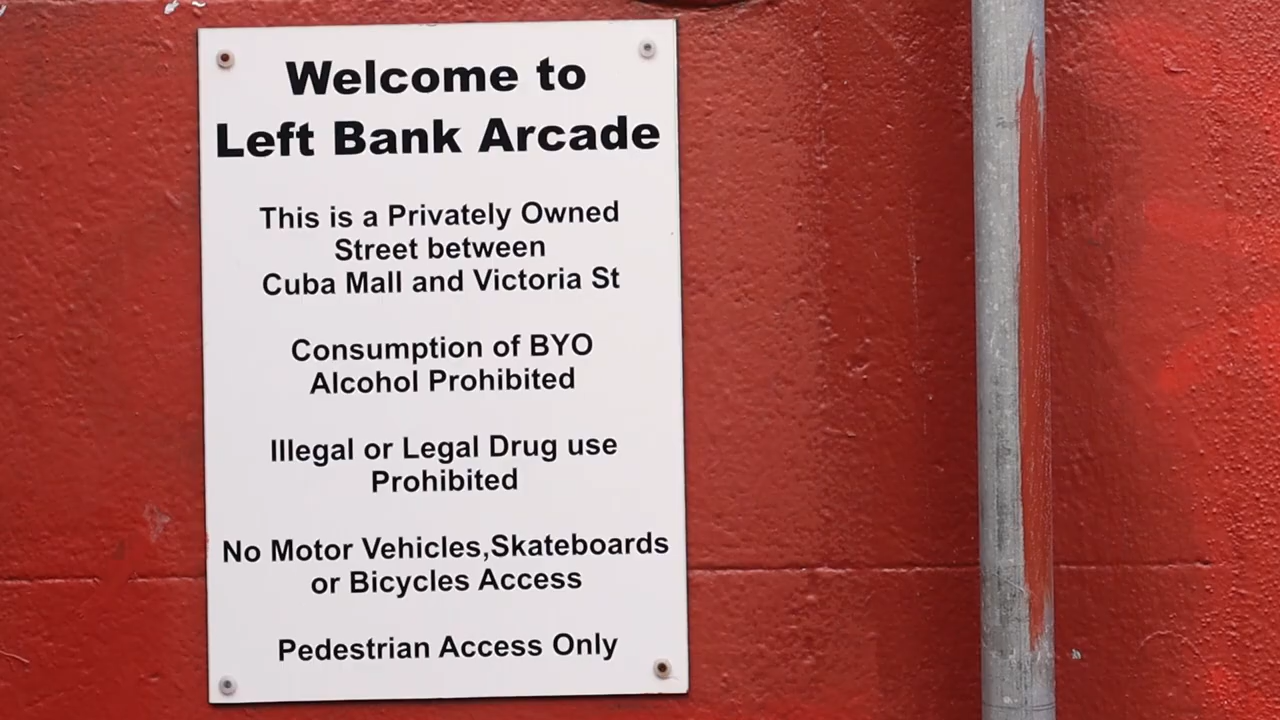 Welcome to
Left Bank Arcade
This is a Privately Owned
Street between
Cuba Mall and Victoria St
Consumption of BYO
Alcohol Prohibited
Illegal or Legal Drug use
Prohibited
No Motor Vehicles,Skateboards
or Bicycles Access
Pedestrian Access Only